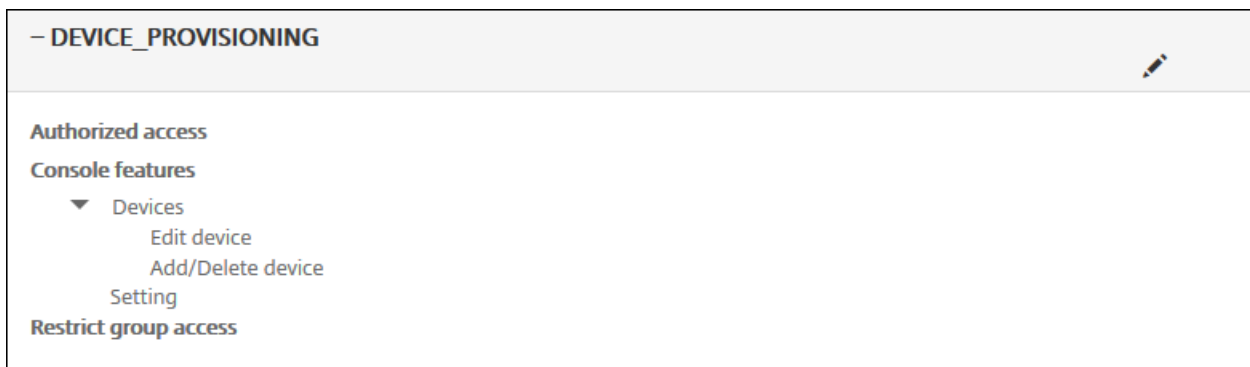 – DEVICE_PROVISIONING
Authorized access
Console features
Devices
Edit device
Add/Delete device
Setting
Restrict group access